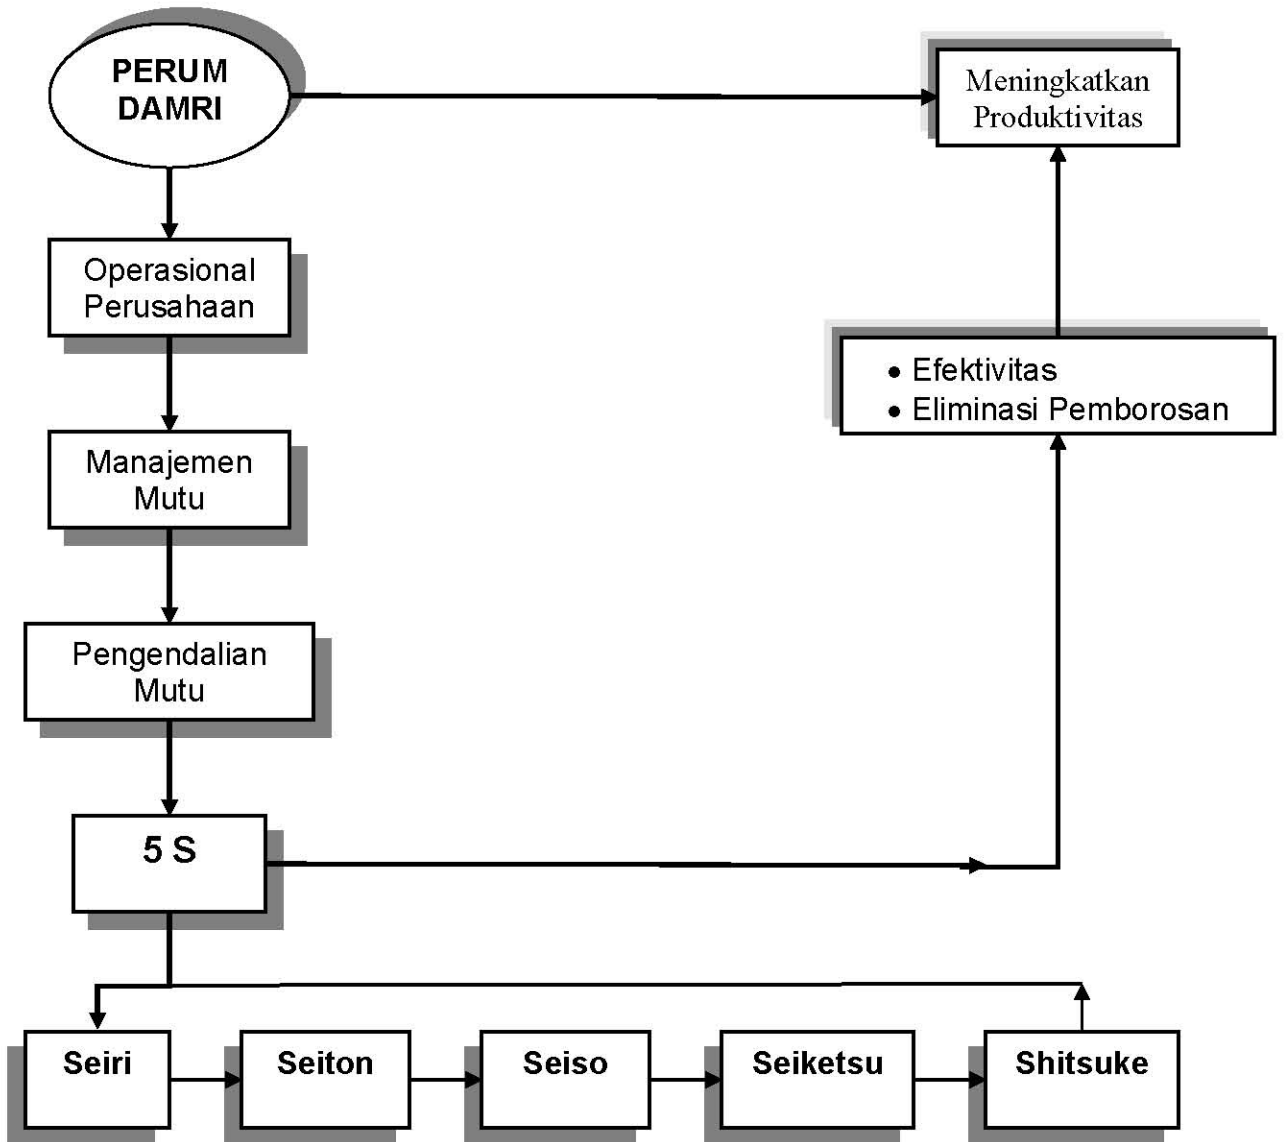 PERUM
DAMRI
Meningkatkan
Produktivitas
Operasional
Perusahaan
• Efektivitas
• Eliminasi Pemborosan
Manajemen
Mutu
Pengendalian
Mutu
5 S
Seiri
Seiton
Seiso
Seiketsu
Shitsuke